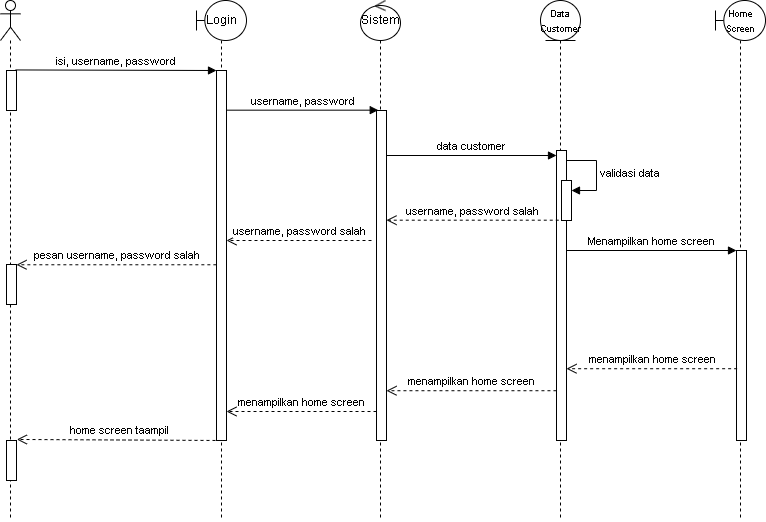 Login
Sistem
Data
Customer
Home
Screen
isi, username, password
username, password
data customer
validasi data
username, password salah
username, password salah
Menampilkan home screen
pesan username, password salah
menampilkan home screen
menampilkan home screen
menampilkan home screen
home screen taampil